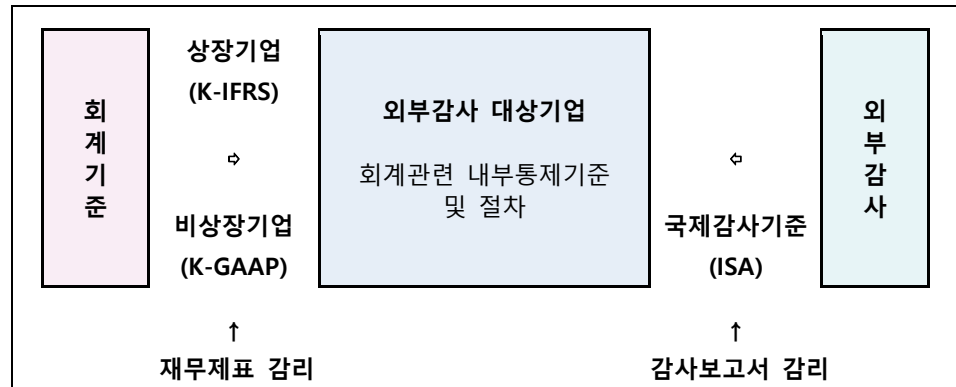 회계기준
상장기업
(K-IFRS)
⇨
비상장기업
(K-GAAP)
↑
재무제표 감리
외부감사 대상기업
회계관련 내부통제기준
및 절차
⇦
국제감사기준
(ISA)
↑
감사보고서 감리
외부감사